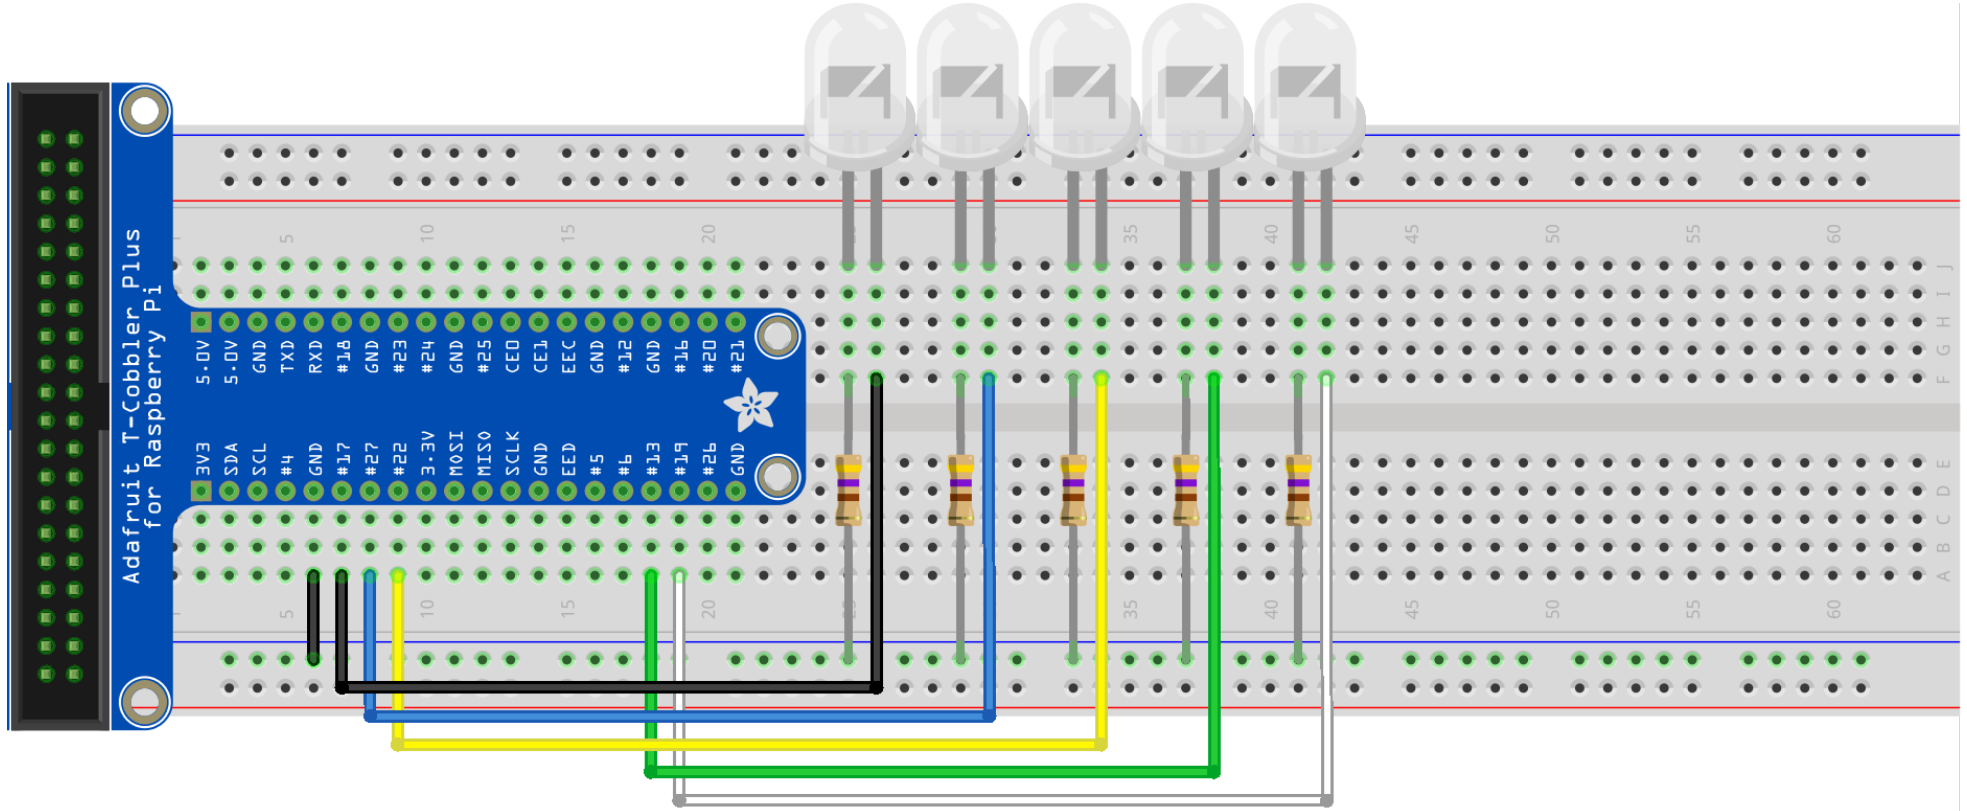 Adafruit T-Cobbler Plus
for Raspberry Pi
5 10 15 20 35 40 45 50 55 60
J
I
H
G
F
5.0V 5.0V GND TXD RXD #18 GND #23 #24 GND #25 CE0 CE1 EEC GND #12 GND #16 #20 #21
3V3 SDA SCL #4 GND #17 #27 #22 3.3V MOSI MISO SCLK GND EED #5 #6 #13 #19 #26 GND
E
D
C
B
A
5 10 15 20 35 40 45 50 55 60